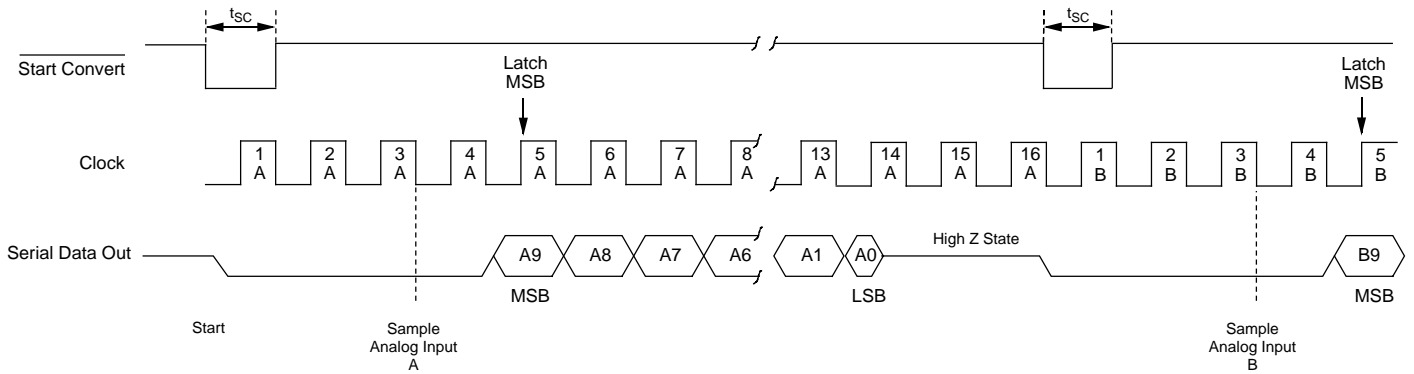 tSC
tSC
Start Convert
Latch
MSB
Latch
MSB
Clock
1
A
2
A
3
A
4
A
5
A
6
A
7
A
8
A
13
A
14
A
15
A
16
A
1
B
2
B
3
B
4
B
5
B
Serial Data Out
A9
A8
A7
A6
A1
A0
High Z State
B9
MSB
LSB
MSB
Start
Sample
Analog Input
A
Sample
Analog Input
B